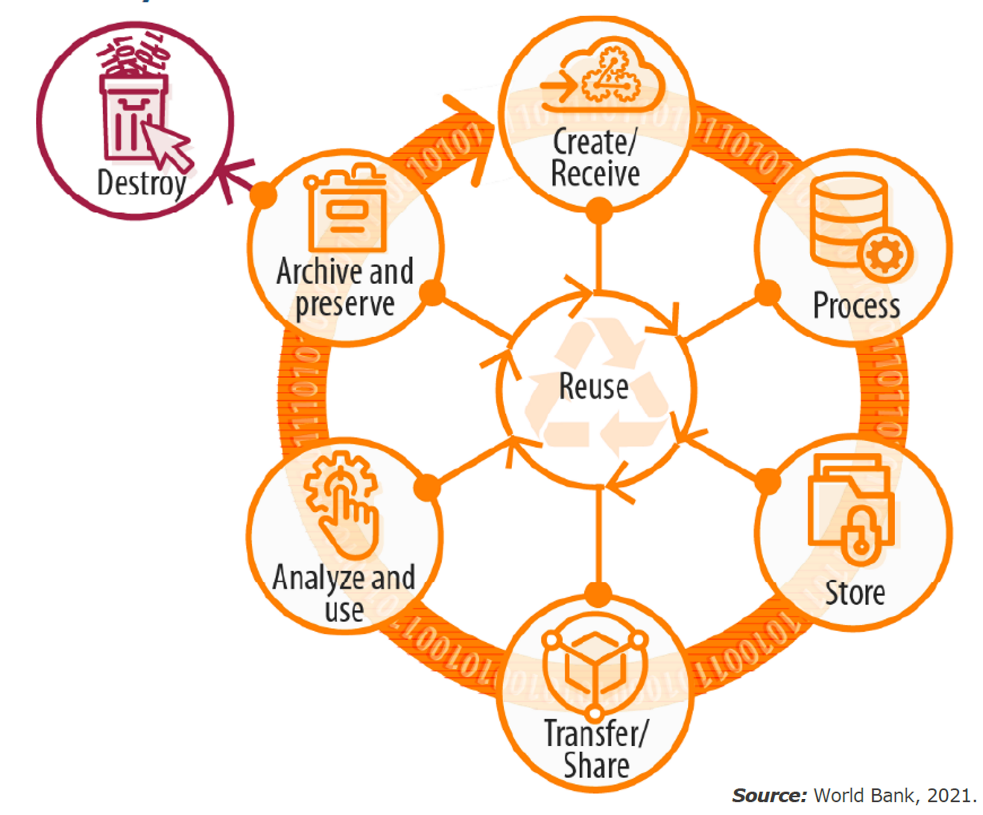 Destroy
Create/
Receive
Process
Store
Transfer/
Share
Analyze and
use
Archive and
preserve
Reuse
Source: World Bank, 2021.